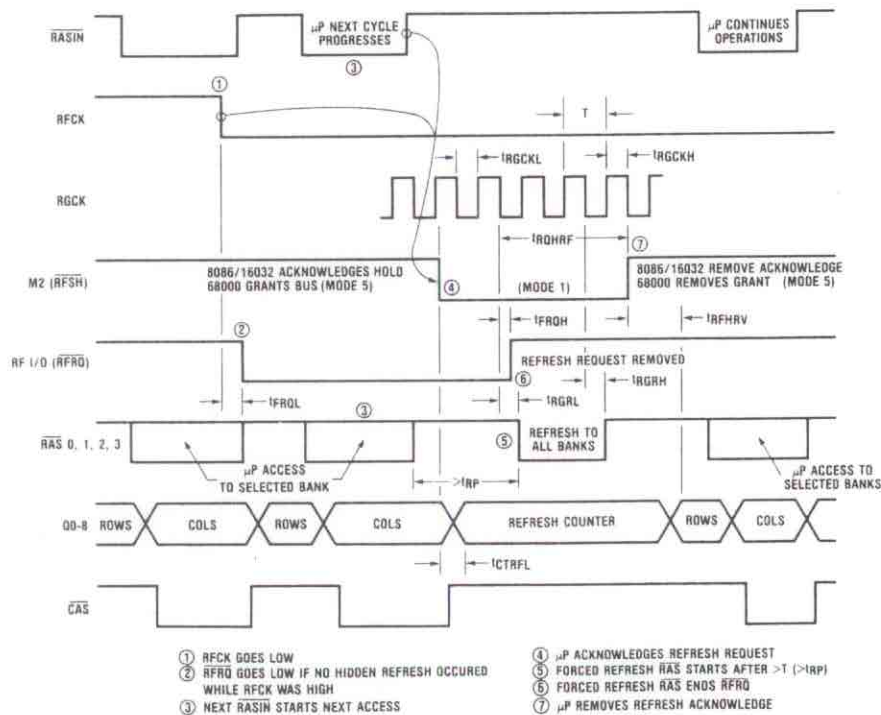 RASIN
μP NEXT CYCLE
PROGRESSES
③
μP CONTINUES
OPERATIONS
①
RFCK
T
tRGCKL
tRGCKH
RGCK
tRQHRF
⑦
M2 (RFSH)
8086/16032 ACKNOWLEDGES HOLD
68000 GRANTS BUS (MODE 5)
④
(MODE 1)
8086/16032 REMOVE ACKNOWLEDGE
68000 REMOVES GRANT (MODE 5)
tFRQH
tRFHRV
②
RF I/O (RFRQ)
REFRESH REQUEST REMOVED
⑥
tFRQL
tRGRL
tRGRH
③
RAS 0, 1, 2, 3
⑤
REFRESH TO
ALL BANKS
μP ACCESS
TO SELECTED BANK
>tRP
μP ACCESS TO
SELECTED BANKS
Q0-8
ROWS
COLS
ROWS
COLS
REFRESH COUNTER
ROWS
COLS
tCTRFL
CAS
① RFCK GOES LOW
② RFRQ GOES LOW IF NO HIDDEN REFRESH OCCURED
WHILE RFCK WAS HIGH
③ NEXT RASIN STARTS NEXT ACCESS
④ μP ACKNOWLEDGES REFRESH REQUEST
⑤ FORCED REFRESH RAS STARTS AFTER >T (>tRP)
⑥ FORCED REFRESH RAS ENDS RFRQ
⑦ μP REMOVES REFRESH ACKNOWLEDGE